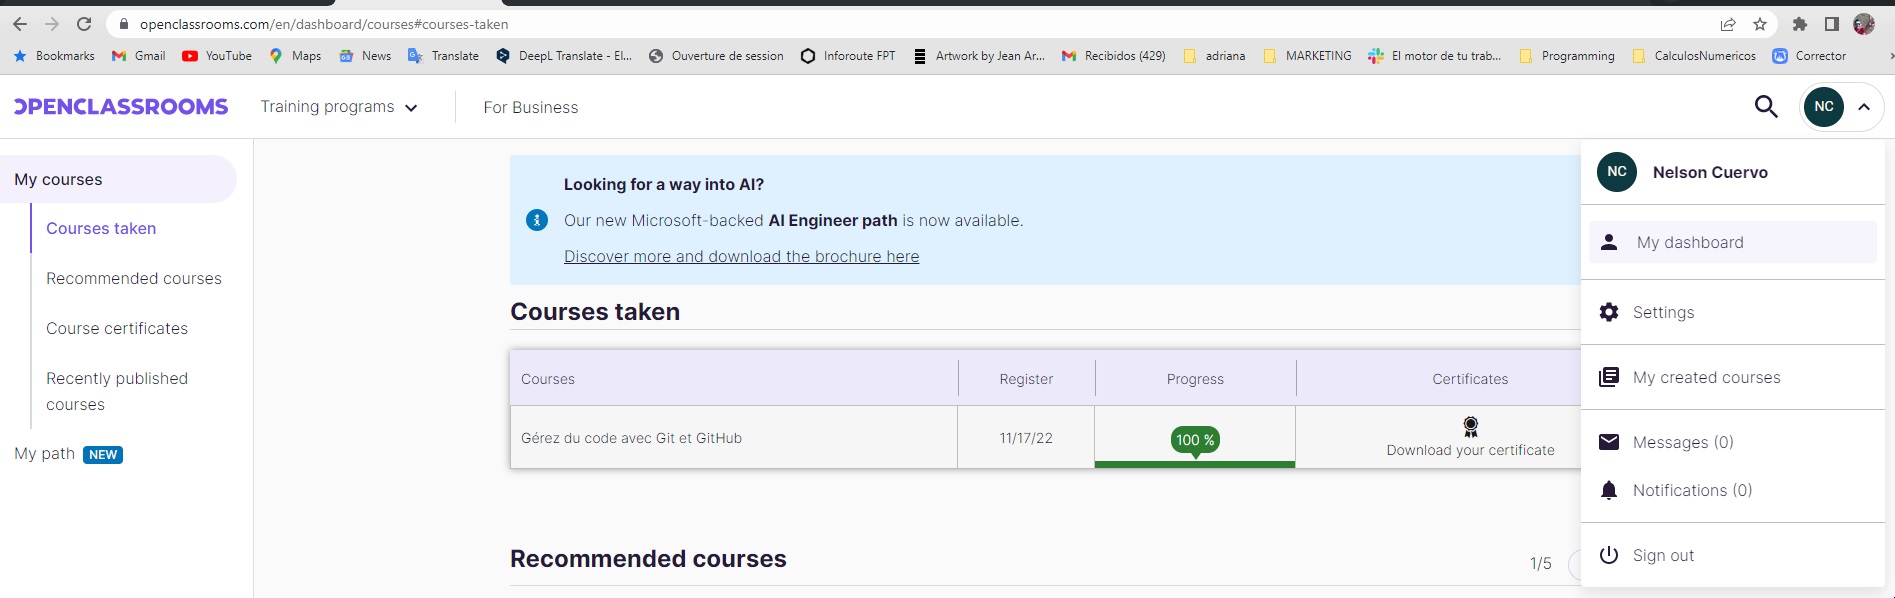 openclassrooms.com/en/dashboard/courses#courses-taken
Bookmarks Gmail YouTube Maps News Translate DeepL Translate - El... Ouverture de session Inforoute FPT Artwork by Jean Ar... Recibidos (429) adriana MARKETING El motor de tu trab... Programming CalculosNumericos Corrector
OPENCLASSROOMS Training programs For Business NC
My courses
Courses taken
Recommended courses
Course certificates
Recently published
courses
My path NEW
Looking for a way into AI?
Our new Microsoft-backed AI Engineer path is now available.
Discover more and download the brochure here
Courses taken
Courses Register Progress Certificates
Gérez du code avec Git et GitHub 11/17/22 100 % Download your certificate
Recommended courses 1/5
NC Nelson Cuervo
My dashboard
Settings
My created courses
Messages (0)
Notifications (0)
Sign out